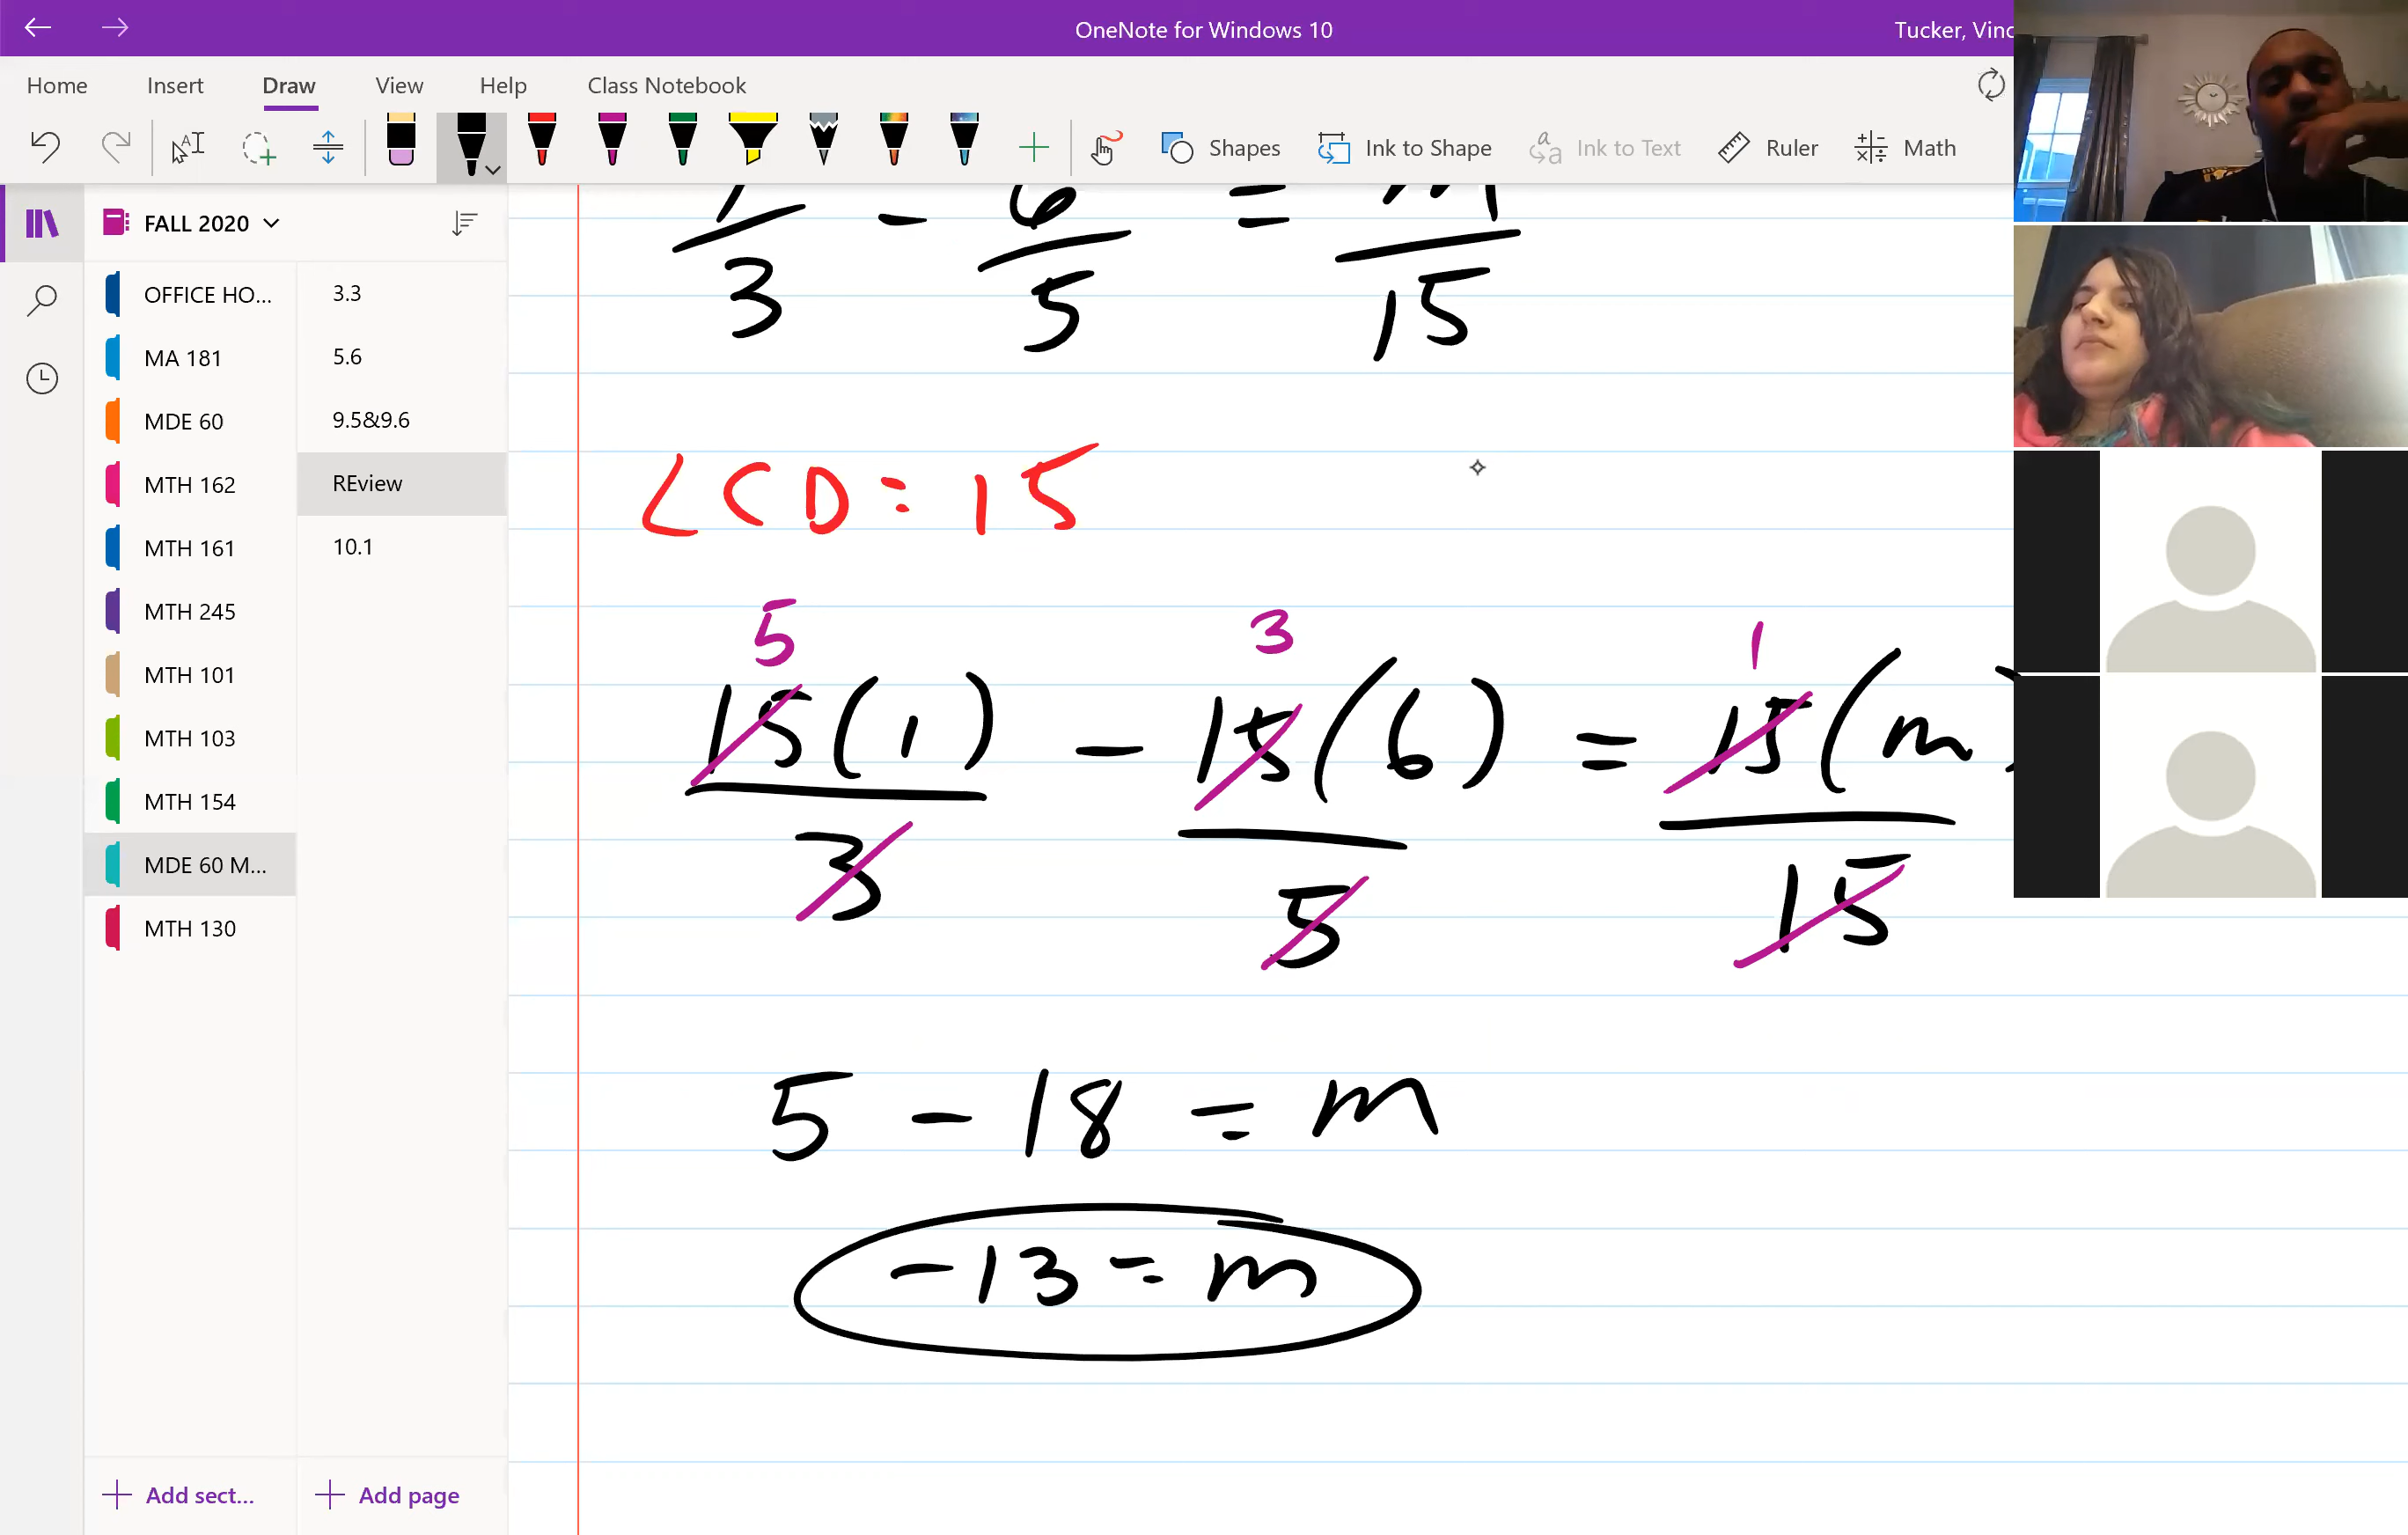 OneNote for Windows 10
Tucker, Vinc
Home Insert Draw View Help Class Notebook
Shapes Ink to Shape Ink to Text Ruler Math
FALL 2020
OFFICE HO...
MA 181
MDE 60
MTH 162
MTH 161
MTH 245
MTH 101
MTH 103
MTH 154
MDE 60 M...
MTH 130
Add sect...
3.3
5.6
9.5&9.6
REview
10.1
Add page
1/3 - 6/5 = m/15
LCD = 15
5 3 1
15(1)/3 - 15(6)/5 = 15(m)/15
5 - 18 = m
-13 = m